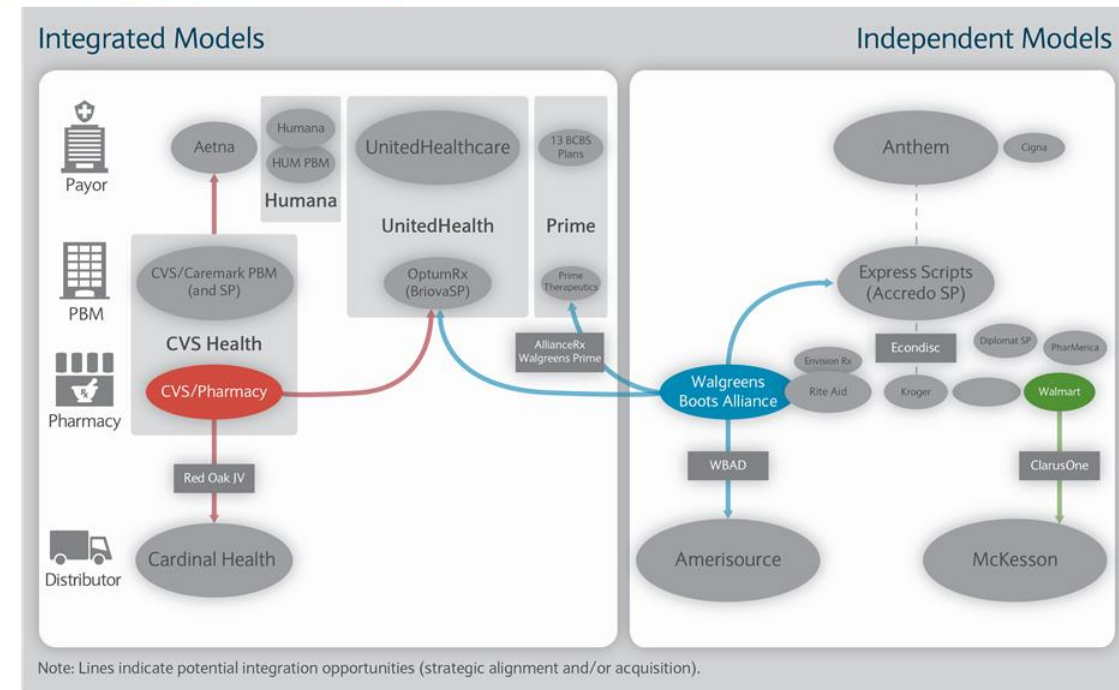 Integrated Models
Independent Models
Payor
Aetna
Humana
HUM PBM
Humana
UnitedHealthcare
UnitedHealth
13 BCBS
Plans
Prime
Anthem
Cigna
PBM
CVS/Caremark PBM
(and SP)
CVS Health
OptumRx
(BriovaSP)
Prime
Therapeutics
Express Scripts
(Accredo SP)
AllianceRx
Walgreens Prime
Econdisc
Diplomat SP
PharMerica
Pharmacy
CVS/Pharmacy
Walgreens
Boots Alliance
Envision Rx
Rite Aid
Kroger
Walmart
Red Oak JV
WBAD
ClarusOne
Distributor
Cardinal Health
Amerisource
McKesson
Note: Lines indicate potential integration opportunities (strategic alignment and/or acquisition).